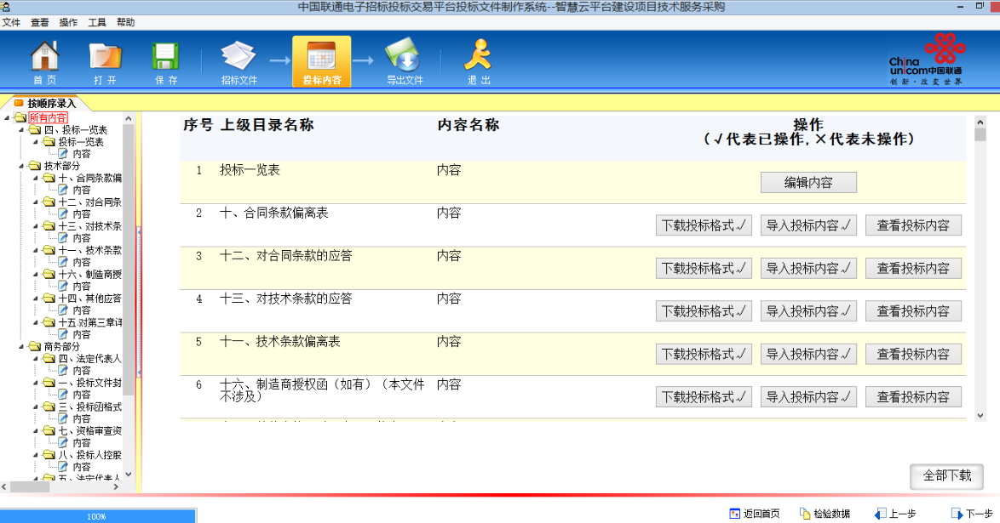 中国联通电子招标投标交易平台投标文件制作系统--智慧云平台建设项目技术服务采购
文件 查看 操作 工具 帮助
首 页 打 开 保 存 招标文件 投标内容 导出文件 退 出
China
unicom中国联通
创 新 · 改 变 世 界
按顺序录入
所有内容
四、投标一览表
投标一览表
内容
技术部分
十、合同条款偏
内容
十二、对合同条
内容
十三、对技术条
内容
十一、技术条款
内容
十六、制造商授
内容
十四、其他应答
内容
十五.对第三章详
内容
商务部分
四、法定代表人
内容
一、投标文件封
内容
三、投标函格式
内容
七、资格审查资
内容
八、投标人控股
内容
五、法定代表人
序号 上级目录名称 内容名称 操作
（√代表已操作,×代表未操作）
1 投标一览表 内容 编辑内容
2 十、合同条款偏离表 内容 下载投标格式√ 导入投标内容√ 查看投标内容
3 十二、对合同条款的应答 内容 下载投标格式√ 导入投标内容√ 查看投标内容
4 十三、对技术条款的应答 内容 下载投标格式√ 导入投标内容√ 查看投标内容
5 十一、技术条款偏离表 内容 下载投标格式√ 导入投标内容√ 查看投标内容
6 十六、制造商授权函（如有）（本文件 内容
不涉及） 下载投标格式√ 导入投标内容√ 查看投标内容
全部下载
100% 返回首页 检验数据 上一步 下一步